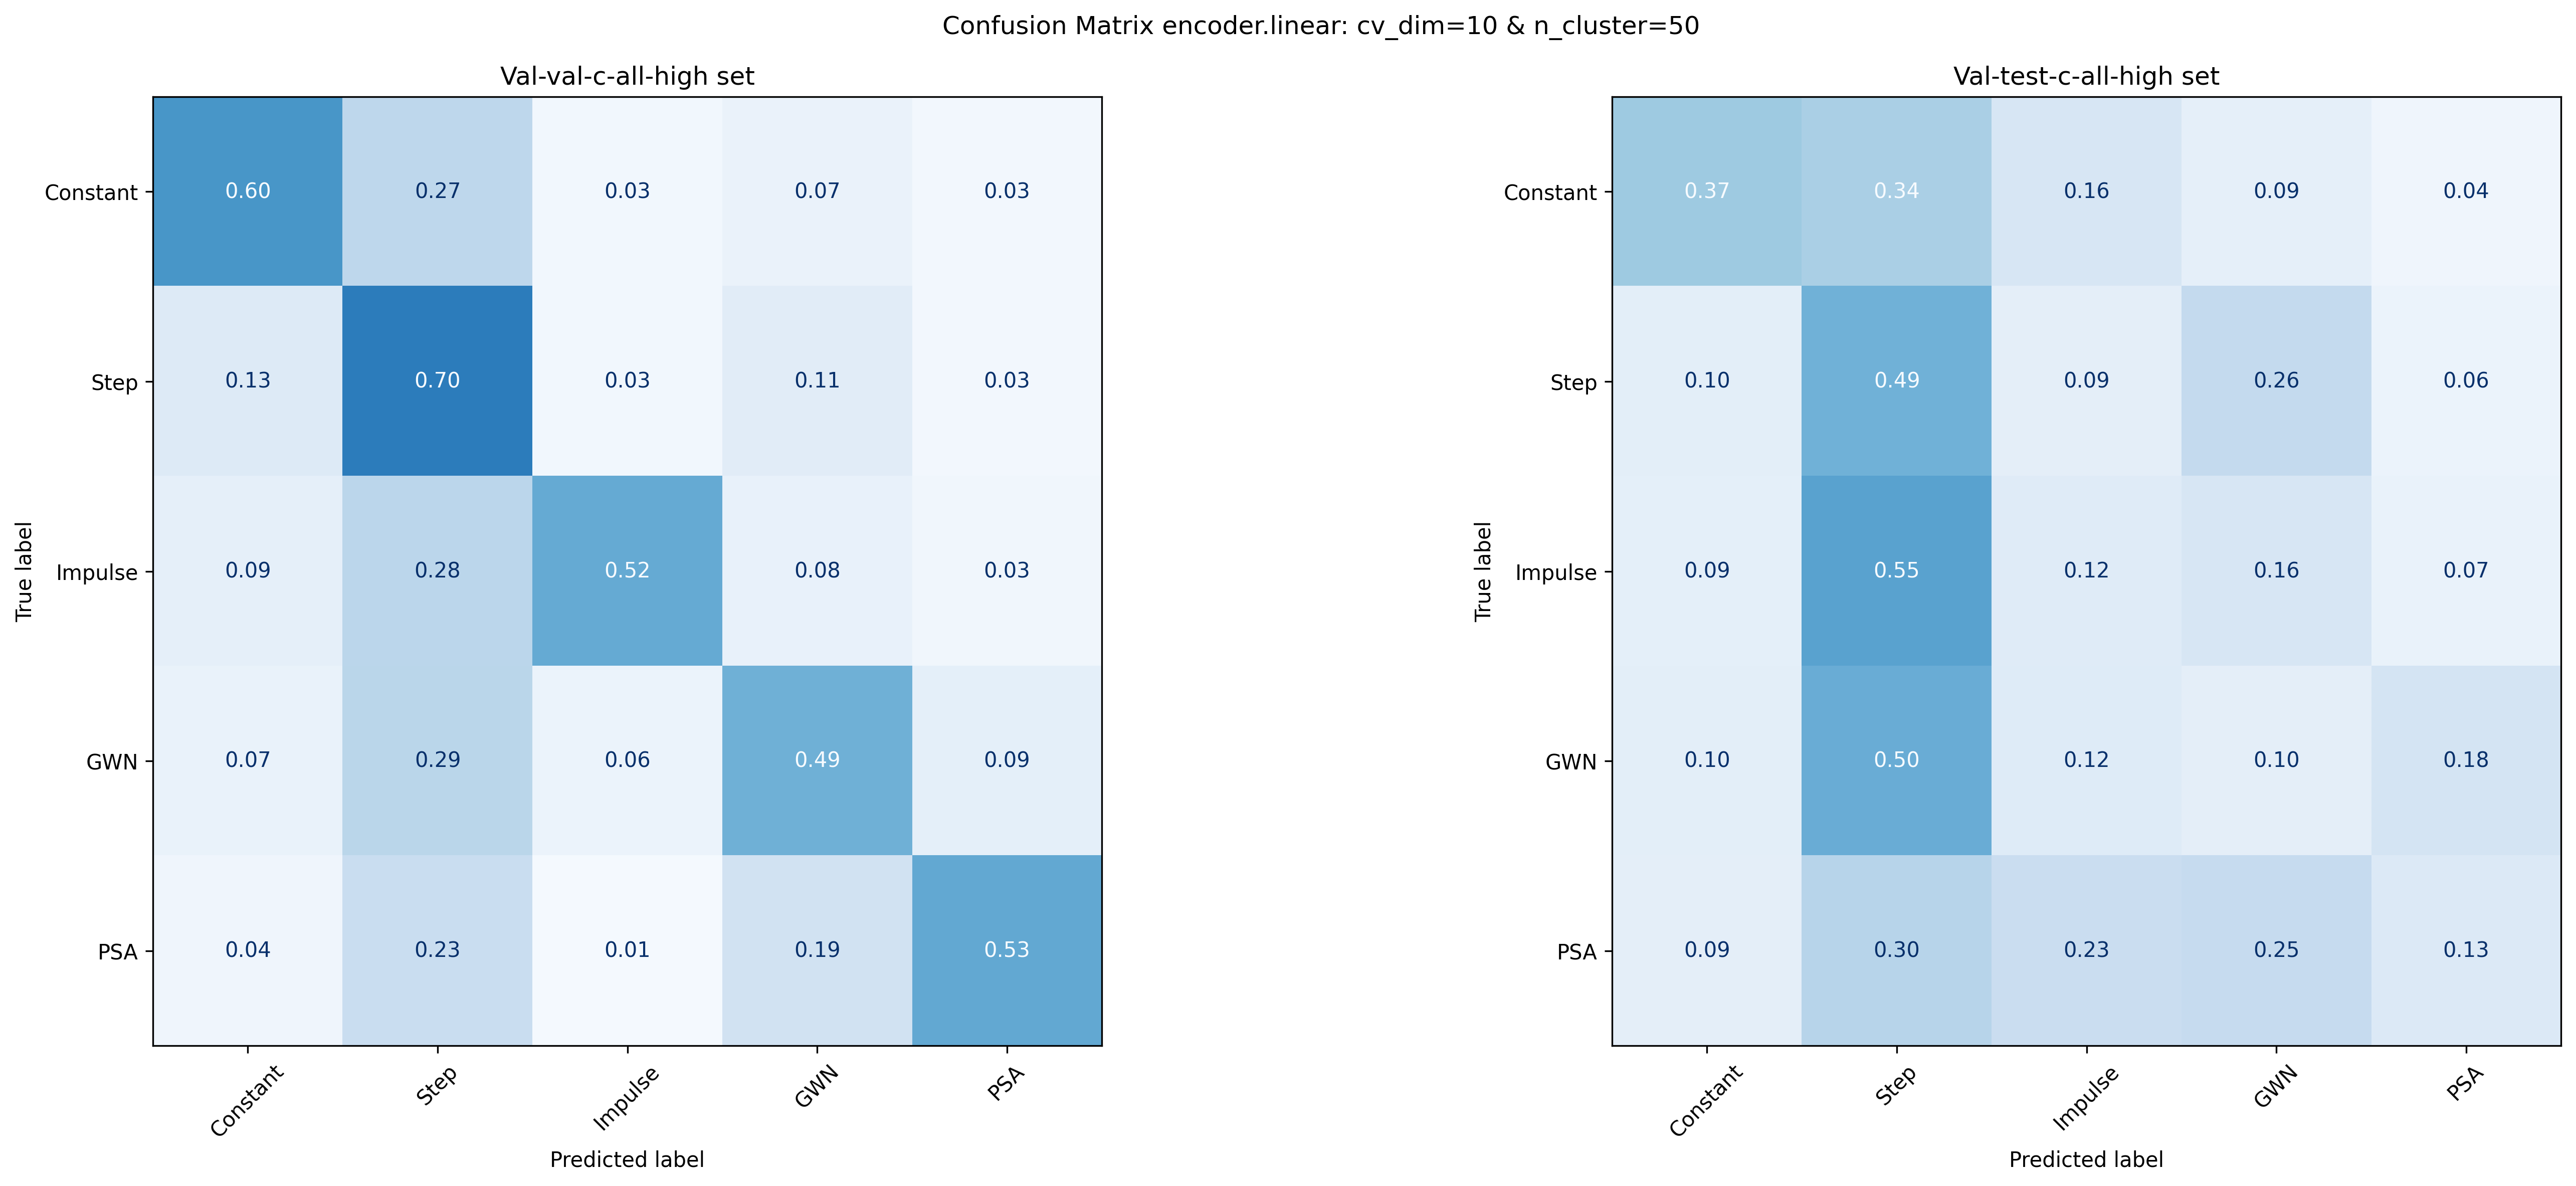 Confusion Matrix encoder.linear: cv_dim=10 & n_cluster=50
Val-val-c-all-high set
True label
Constant 0.60 0.27 0.03 0.07 0.03
Step 0.13 0.70 0.03 0.11 0.03
Impulse 0.09 0.28 0.52 0.08 0.03
GWN 0.07 0.29 0.06 0.49 0.09
PSA 0.04 0.23 0.01 0.19 0.53
Constant Step Impulse GWN PSA
Predicted label
Val-test-c-all-high set
True label
Constant 0.37 0.34 0.16 0.09 0.04
Step 0.10 0.49 0.09 0.26 0.06
Impulse 0.09 0.55 0.12 0.16 0.07
GWN 0.10 0.50 0.12 0.10 0.18
PSA 0.09 0.30 0.23 0.25 0.13
Constant Step Impulse GWN PSA
Predicted label